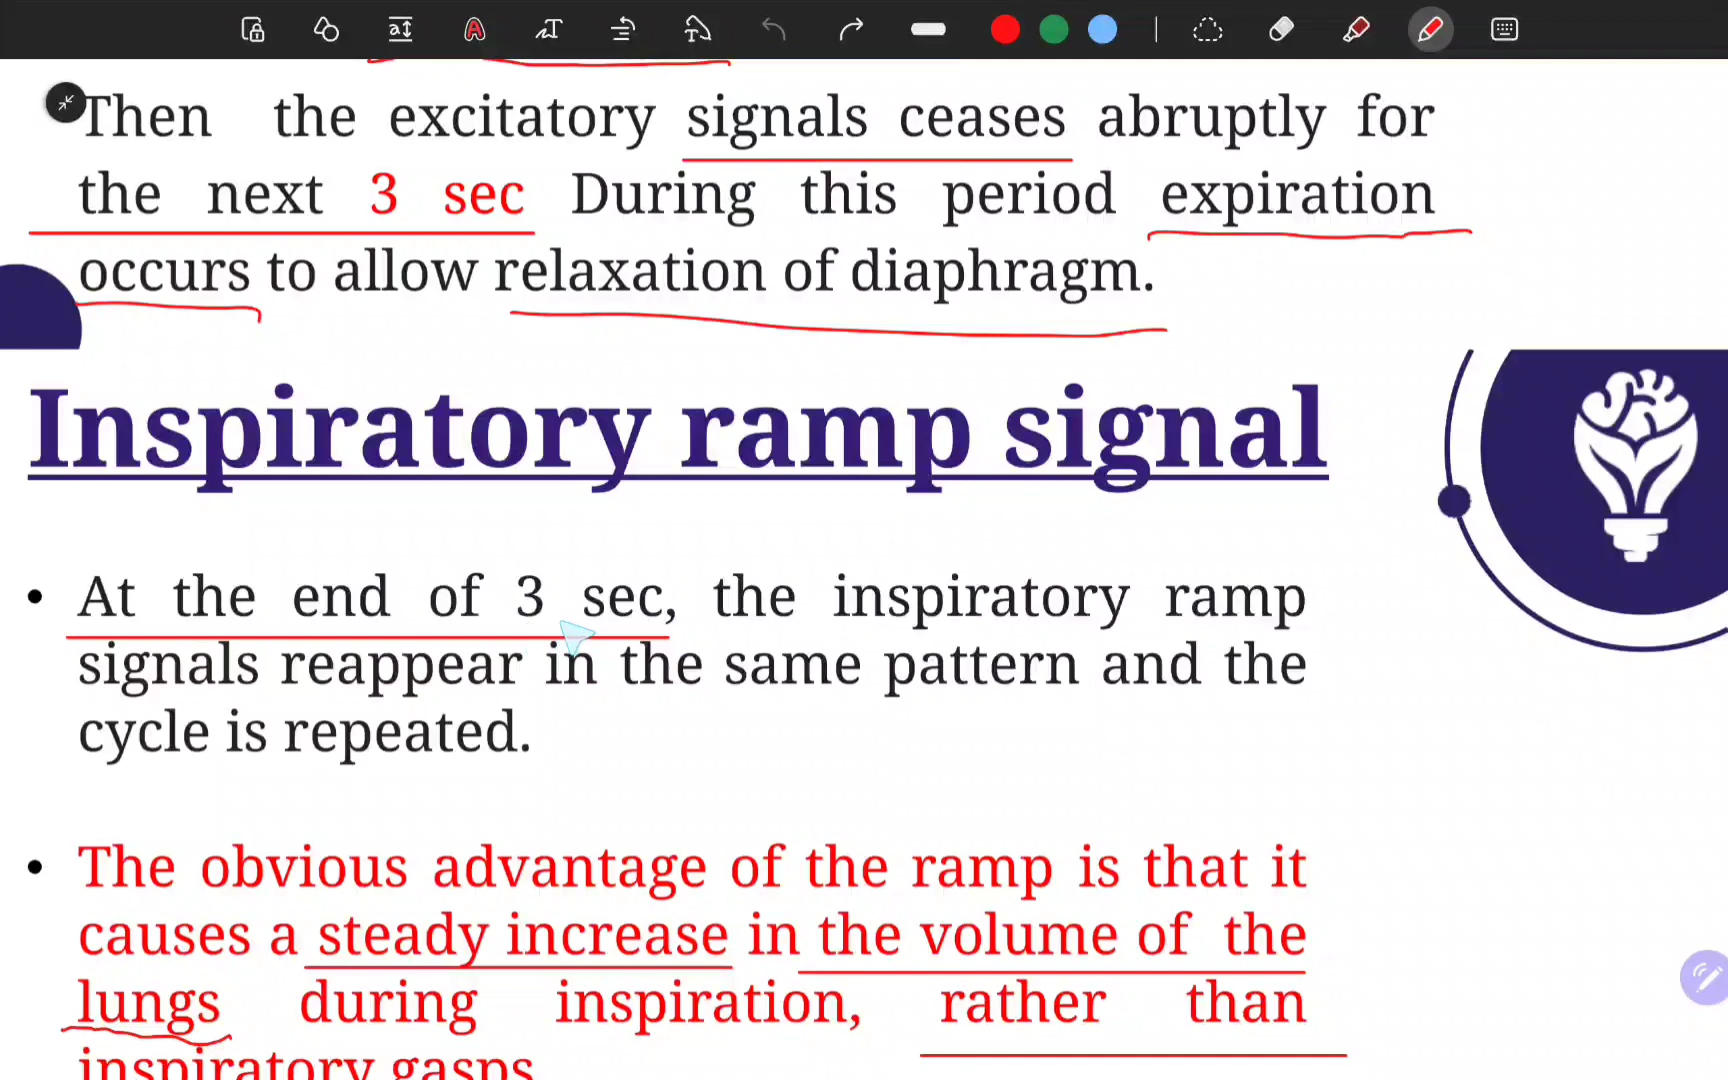 Then the excitatory signals ceases abruptly for
the next 3 sec During this period expiration
occurs to allow relaxation of diaphragm.
Inspiratory ramp signal
• At the end of 3 sec, the inspiratory ramp
signals reappear in the same pattern and the
cycle is repeated.
• The obvious advantage of the ramp is that it
causes a steady increase in the volume of the
lungs during inspiration, rather than
inspiratory gasps